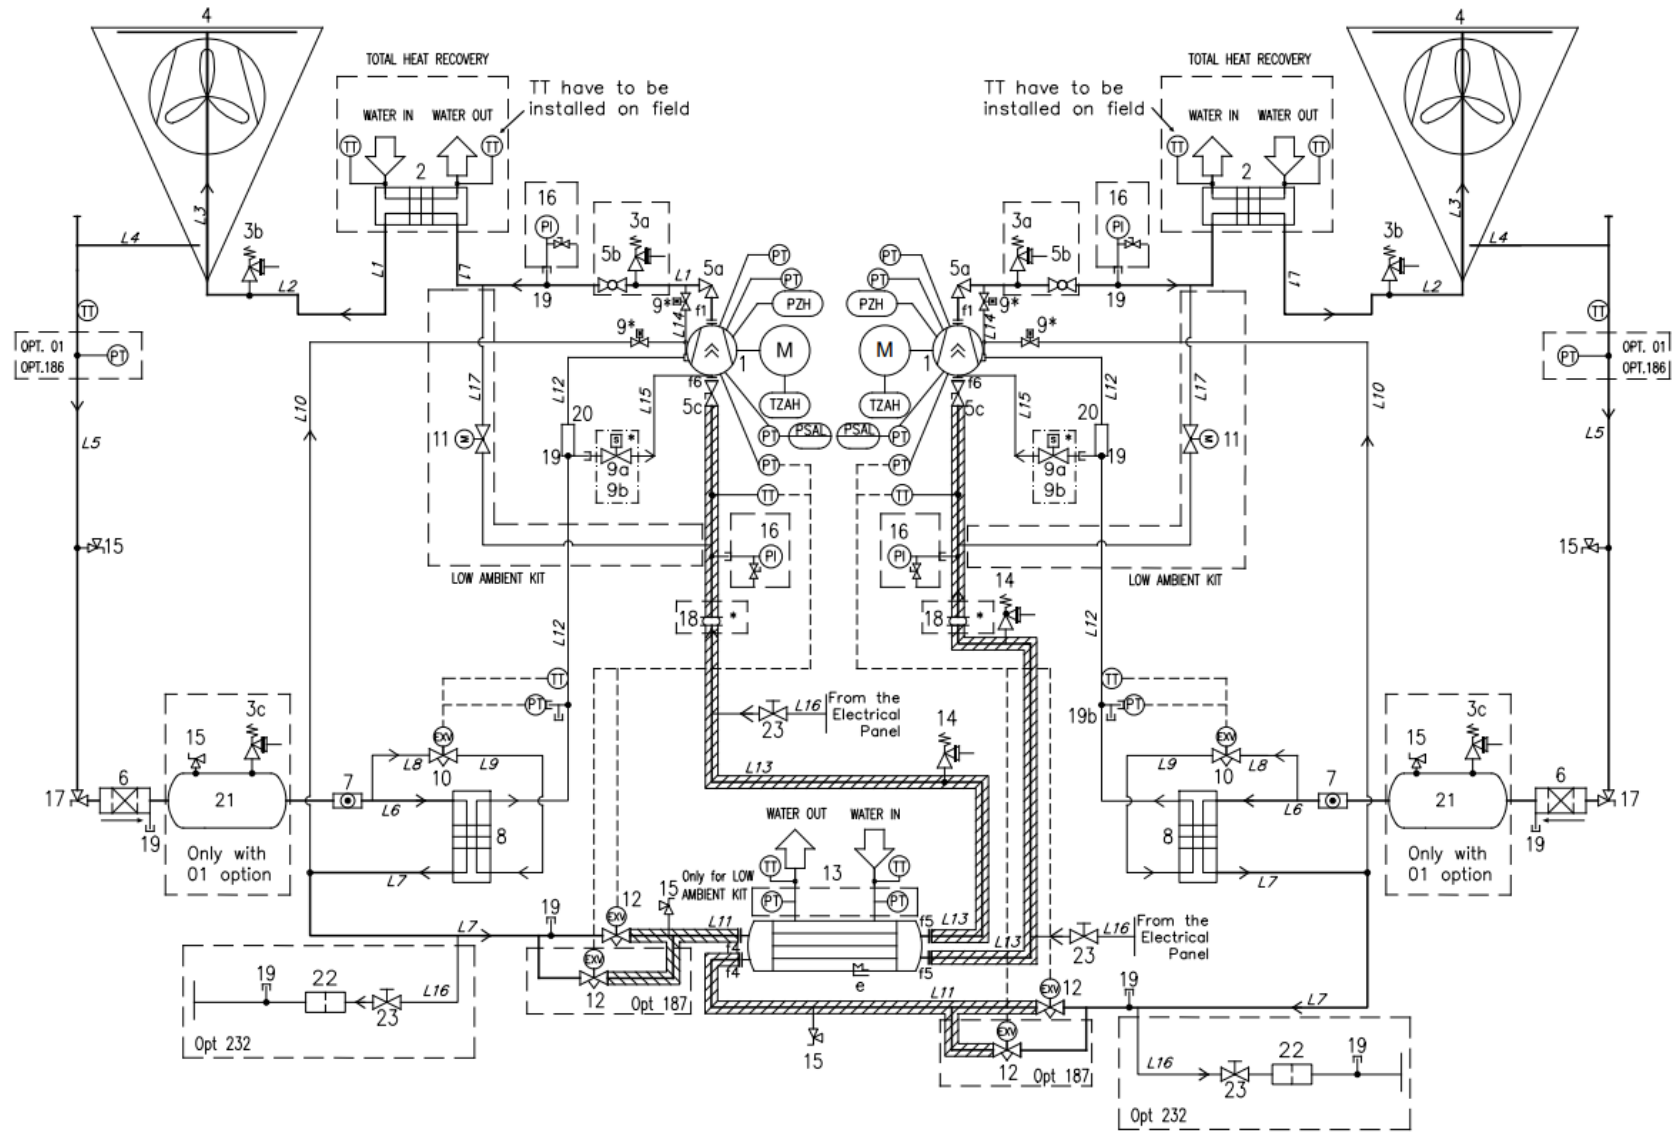 4
4
TOTAL HEAT RECOVERY
TT have to be
installed on field
TOTAL HEAT RECOVERY
TT have to be
installed on field
WATER IN
WATER OUT
WATER IN
WATER OUT
TT
TT
2
TT
TT
2
16
3a
5b
PI
16
3a
5b
PI
L3
L4
3b
L2
L1
L1
19
L1
5a
9*
f1
L14
PT
PT
PZH
PT
PT
PZH
5a
9*
f1
L14
19
L1
3b
L2
L3
L4
TT
OPT. 01
OPT.186
PT
9*
1
M
M
1
9*
TT
PT
OPT. 01
OPT.186
L10
L17
L12
L15
f6
5c
TZAH
TZAH
f6
5c
L15
L12
L17
L10
L5
11
M
20
19
S
*
9a
9b
PT
PSAL
PT
PSAL
PT
PT
S
*
9a
9b
20
19
M
11
L5
TT
TT
16
PI
16
PI
15
LOW AMBIENT KIT
LOW AMBIENT KIT
15
14
18
*
18
*
L12
L12
TT
PT
TT
19b
PT
3c
15
EXV
L8
L9
10
L16
23
From the
Electrical
Panel
14
L13
EXV
L9
L8
10
15
3c
17
6
19
21
7
L6
8
L7
Only with
01 option
7
L6
8
L7
21
6
17
19
Only with
01 option
WATER OUT
WATER IN
TT
TT
13
PT
PT
Only for LOW
AMBIENT KIT
15
19
12
EXV
L7
L11
f4
f4
f5
f5
L13
L13
e
EXV
12
Opt 187
L16
23
From the
Electrical
Panel
19
22
23
L16
Opt 232
L11
15
EXV
12
19
L7
EXV
12
Opt 187
L16
23
22
19
Opt 232